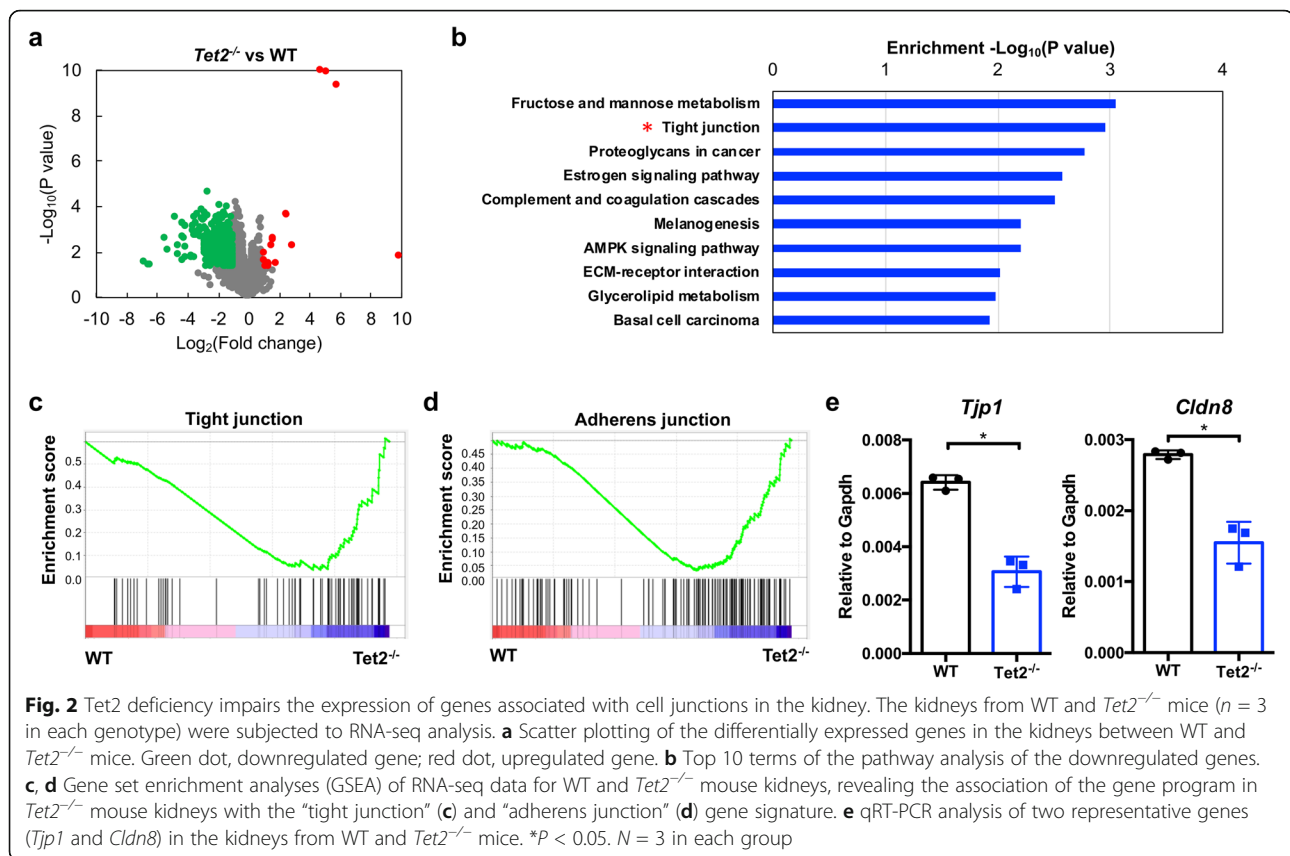 a
Tet2-/- vs WT
10
8
6
4
2
0
-Log10(P value)
-10 -8 -6 -4 -2 0 2 4 6 8 10
Log2(Fold change)
b
Enrichment -Log10(P value)
0 1 2 3 4
Fructose and mannose metabolism
* Tight junction
Proteoglycans in cancer
Estrogen signaling pathway
Complement and coagulation cascades
Melanogenesis
AMPK signaling pathway
ECM-receptor interaction
Glycerolipid metabolism
Basal cell carcinoma
c
Tight junction
Enrichment score
0.5
0.4
0.3
0.2
0.1
0.0
WT Tet2-/-
d
Adherens junction
Enrichment score
0.45
0.40
0.35
0.30
0.25
0.20
0.15
0.10
0.05
0.00
WT Tet2-/-
e
Tjp1
Relative to Gapdh
0.008
0.006
0.004
0.002
0.000
*
WT Tet2-/-
Cldn8
Relative to Gapdh
0.003
0.002
0.001
0.000
*
WT Tet2-/-
Fig. 2 Tet2 deficiency impairs the expression of genes associated with cell junctions in the kidney. The kidneys from WT and Tet2−/− mice (n = 3
in each genotype) were subjected to RNA-seq analysis. a Scatter plotting of the differentially expressed genes in the kidneys between WT and
Tet2−/− mice. Green dot, downregulated gene; red dot, upregulated gene. b Top 10 terms of the pathway analysis of the downregulated genes.
c, d Gene set enrichment analyses (GSEA) of RNA-seq data for WT and Tet2−/− mouse kidneys, revealing the association of the gene program in
Tet2−/− mouse kidneys with the “tight junction” (c) and “adherens junction” (d) gene signature. e qRT-PCR analysis of two representative genes
(Tjp1 and Cldn8) in the kidneys from WT and Tet2−/− mice. *P < 0.05. N = 3 in each group